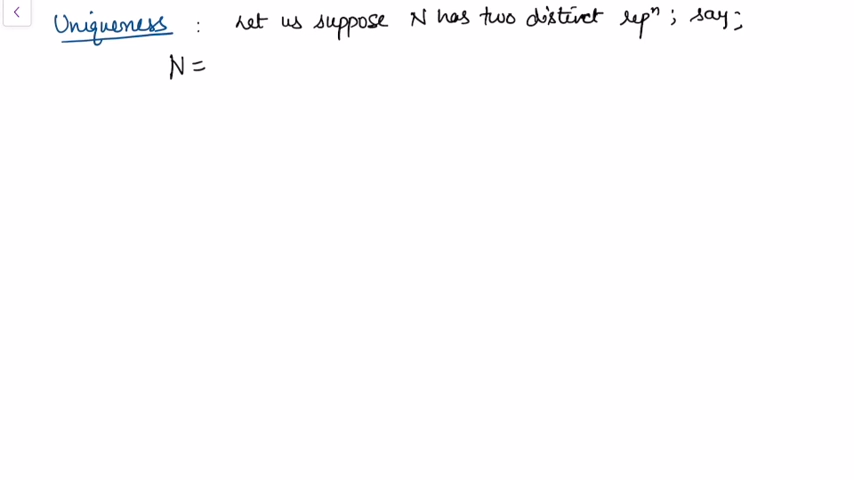 Uniqueness : Let us suppose N has two distinct repⁿ ; say ;
N =